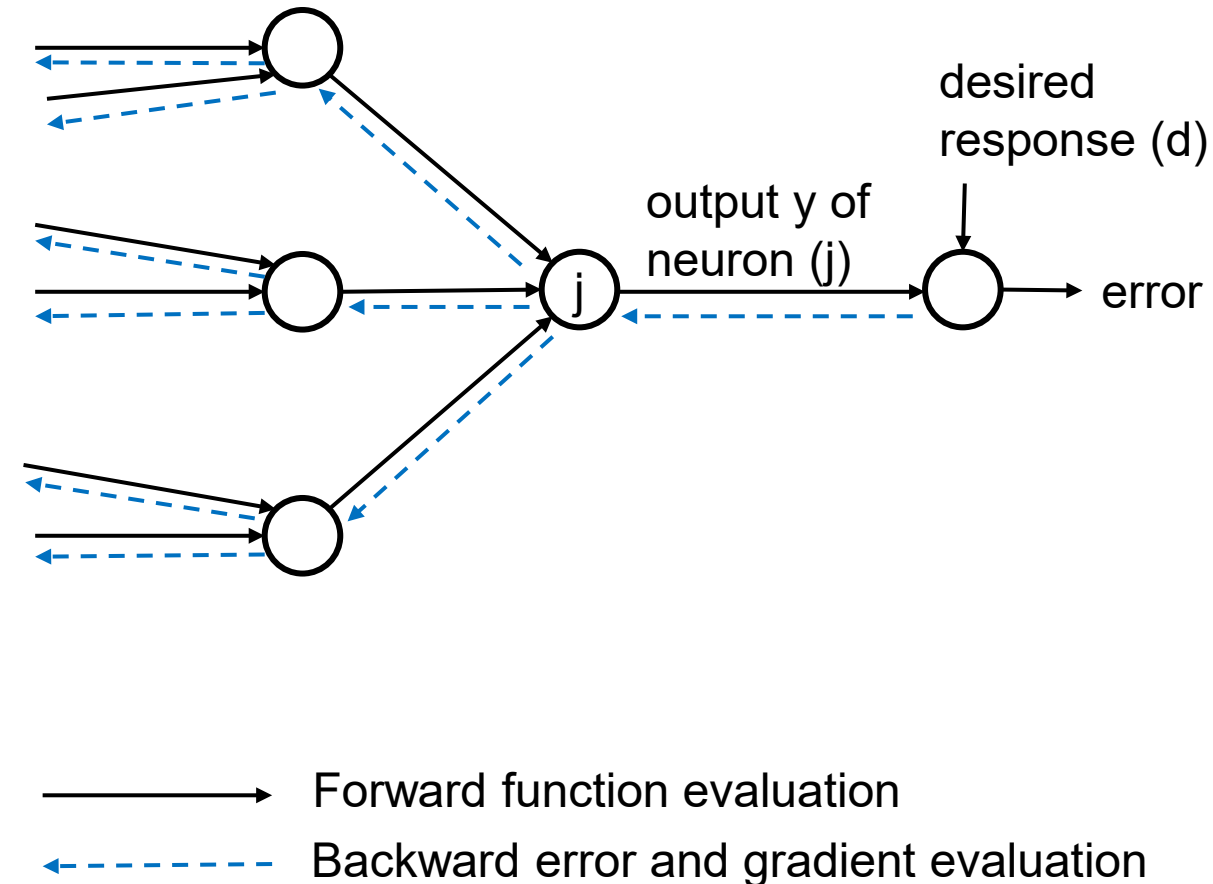 desired
response (d)
output y of
neuron (j)
j
error
Forward function evaluation
Backward error and gradient evaluation